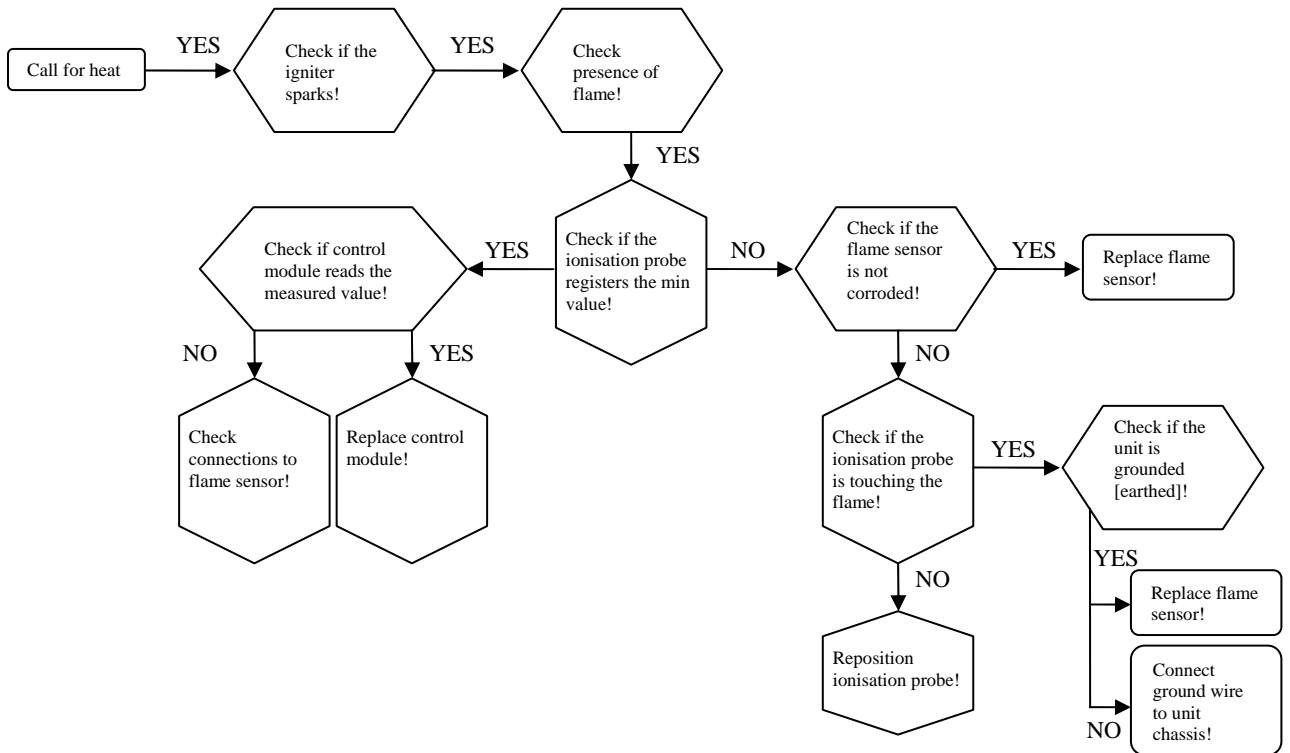 YES
YES
Call for heat
Check if the
igniter
sparks!
Check
presence of
flame!
YES
Check if control
module reads the
measured value!
YES
Check if the
ionisation probe
registers the min
value!
NO
Check if the
flame sensor
is not
corroded!
YES
Replace flame
sensor!
NO
YES
NO
Check
connections to
flame sensor!
Replace control
module!
Check if the
ionisation probe
is touching the
flame!
YES
Check if the
unit is
grounded
[earthed]!
YES
NO
Replace flame
sensor!
Reposition
ionisation probe!
Connect
ground wire
to unit
chassis!
NO